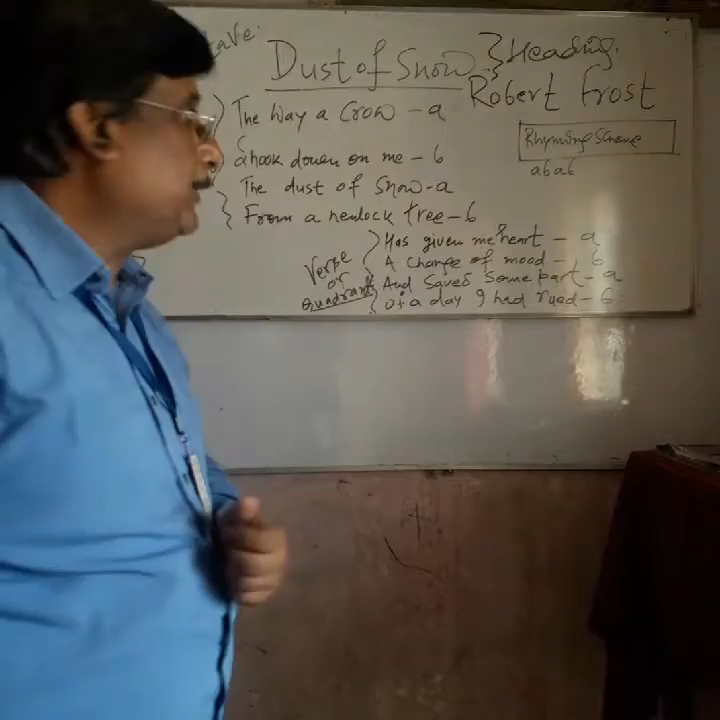 Dust of Snow } Heading
Robert Frost
The Way a Crow - a
Shook down on me - b
The dust of Snow - a
From a hemlock tree - b
Rhyming Scheme
abab
Verse
or
Quadrant
Has given my heart - a
A Change of mood - b
And Saved Some part - a
of a day I had rued - b